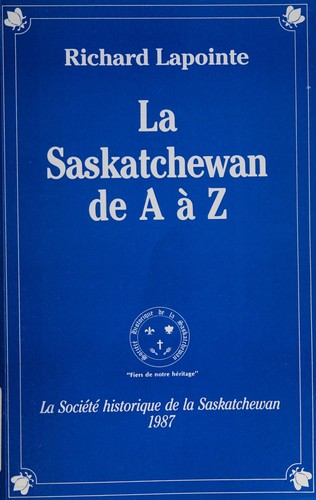 Richard Lapointe
La
Saskatchewan
de A à Z
Société historique de la Saskatchewan
"Fiers de notre héritage"
La Société historique de la Saskatchewan
1987